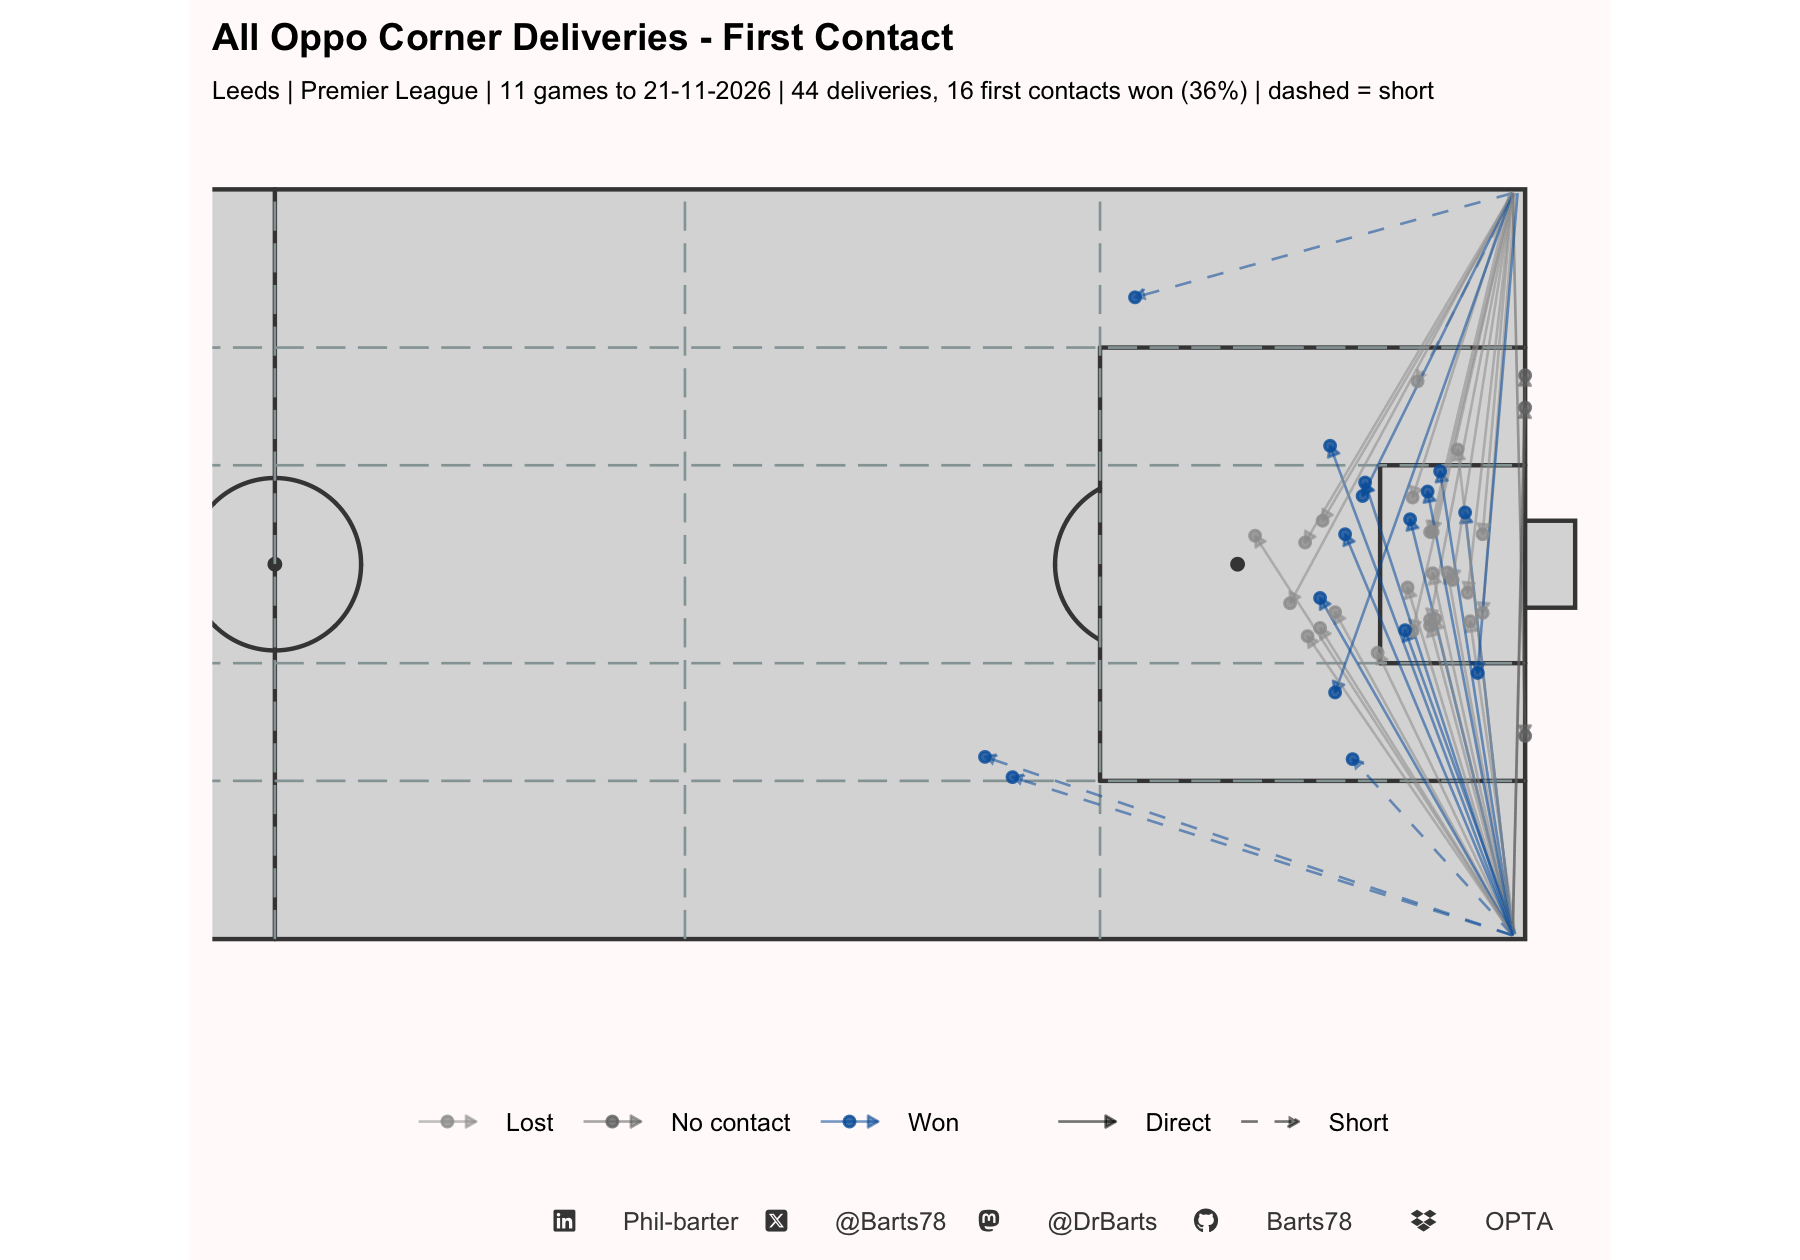 All Oppo Corner Deliveries - First Contact
Leeds | Premier League | 11 games to 21-11-2026 | 44 deliveries, 16 first contacts won (36%) | dashed = short
Lost No contact Won Direct Short
Phil-barter @Barts78 @DrBarts Barts78 OPTA